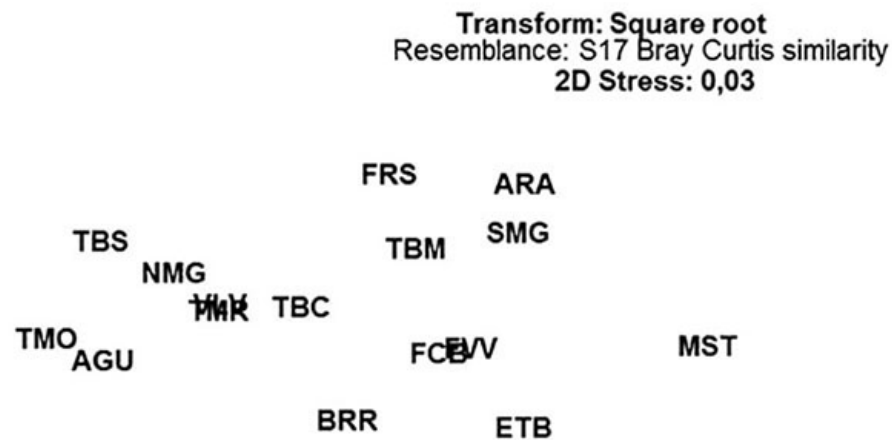 Transform: Square root
Resemblance: S17 Bray Curtis similarity
2D Stress: 0,03
FRS
ARA
SMG
TBS
TBM
NMG
TBC
TMO
AGU
FCB
MST
BRR
ETB